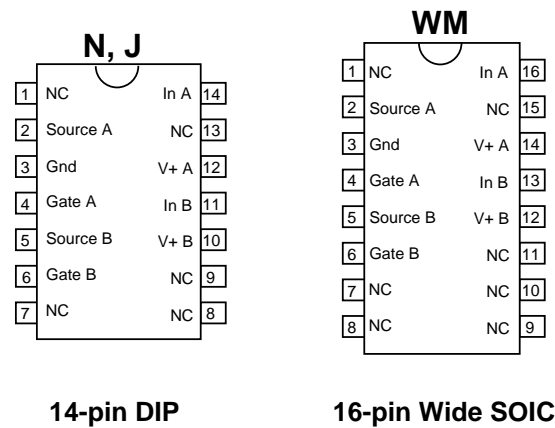 N, J
1 NC In A 14
2 Source A NC 13
3 Gnd V+ A 12
4 Gate A In B 11
5 Source B V+ B 10
6 Gate B NC 9
7 NC NC 8
14-pin DIP
WM
1 NC In A 16
2 Source A NC 15
3 Gnd V+ A 14
4 Gate A In B 13
5 Source B V+ B 12
6 Gate B NC 11
7 NC NC 10
8 NC NC 9
16-pin Wide SOIC